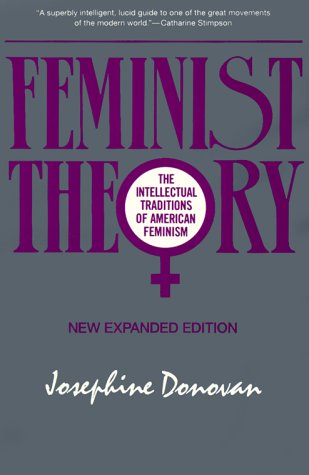 "A superbly intelligent, lucid guide to one of the great movements
of the modern world."—Catharine Stimpson
FEMINIST
THEORY
THE
INTELLECTUAL
TRADITIONS
OF AMERICAN
FEMINISM
NEW EXPANDED EDITION
Josephine Donovan